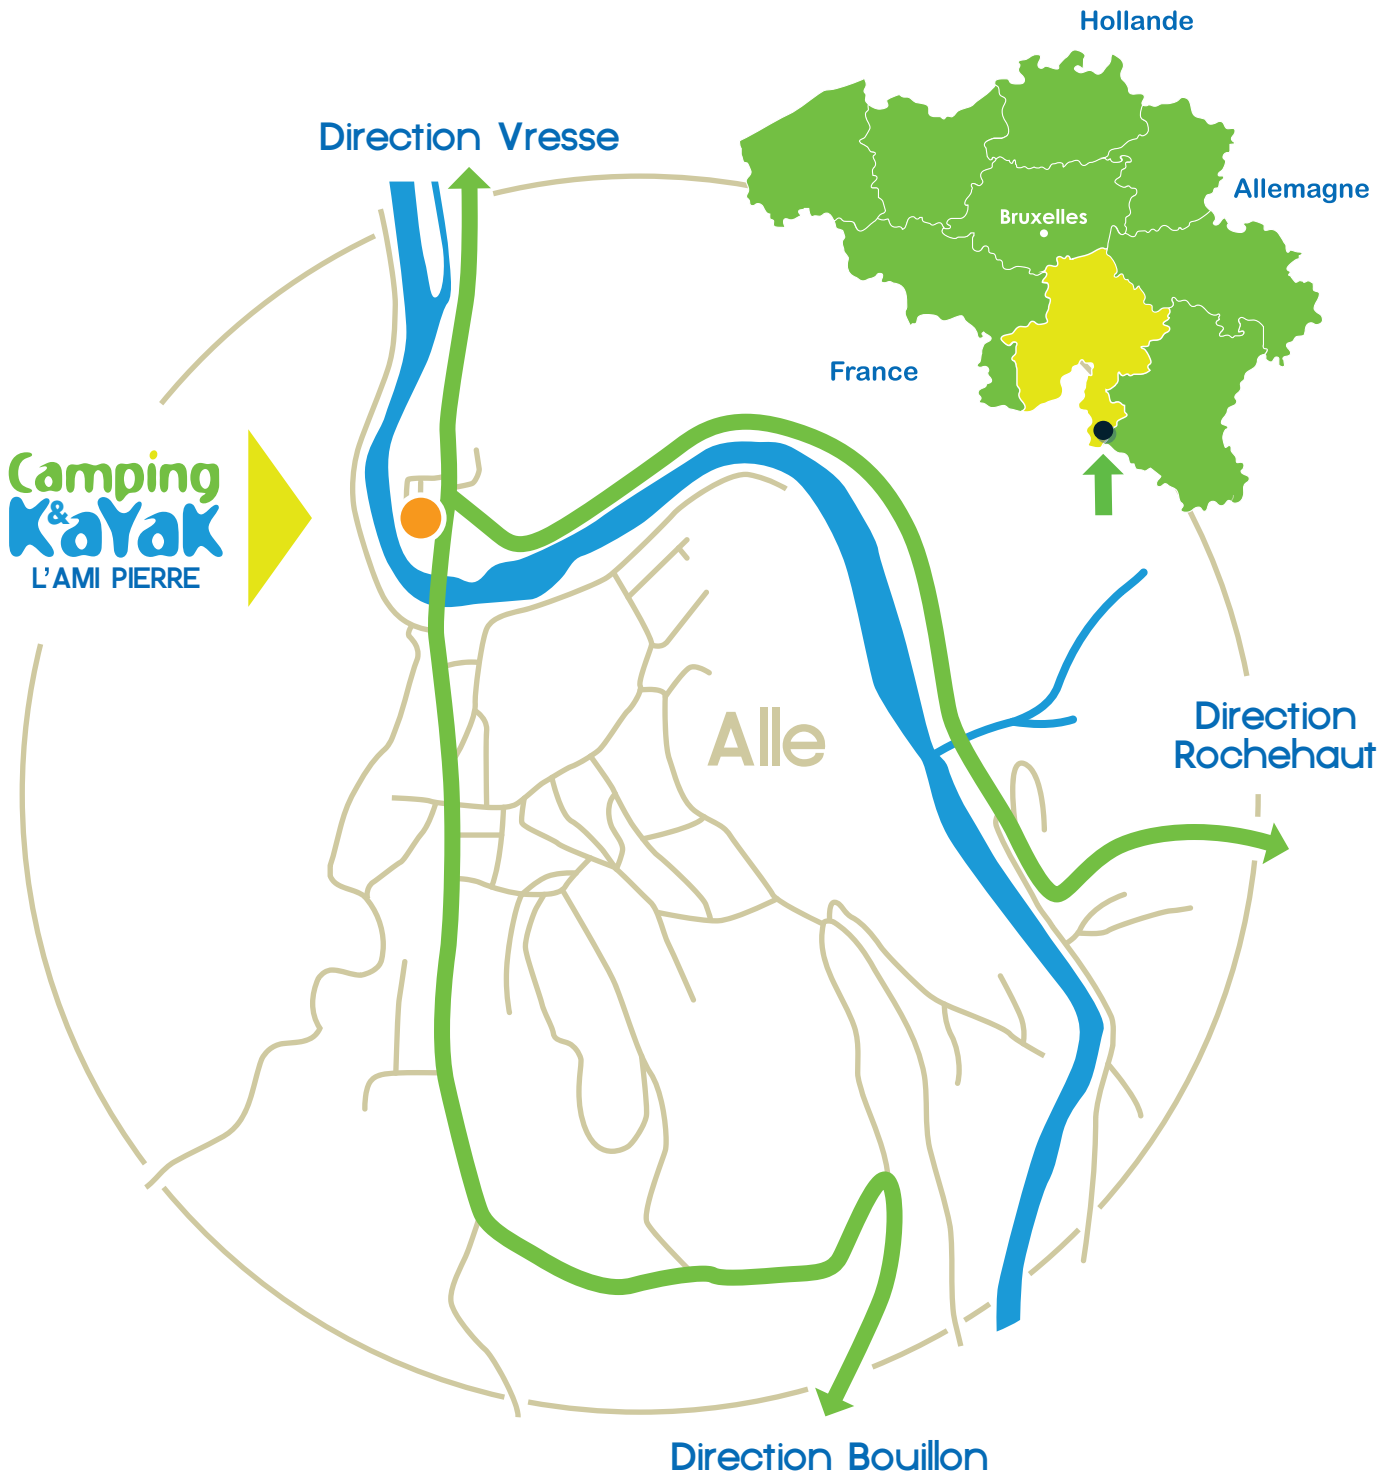 Hollande
Direction Vresse
Allemagne
Bruxelles
France
Camping
& Kayak
L'AMI PIERRE
Direction
Rochehaut
Alle
Direction Bouillon